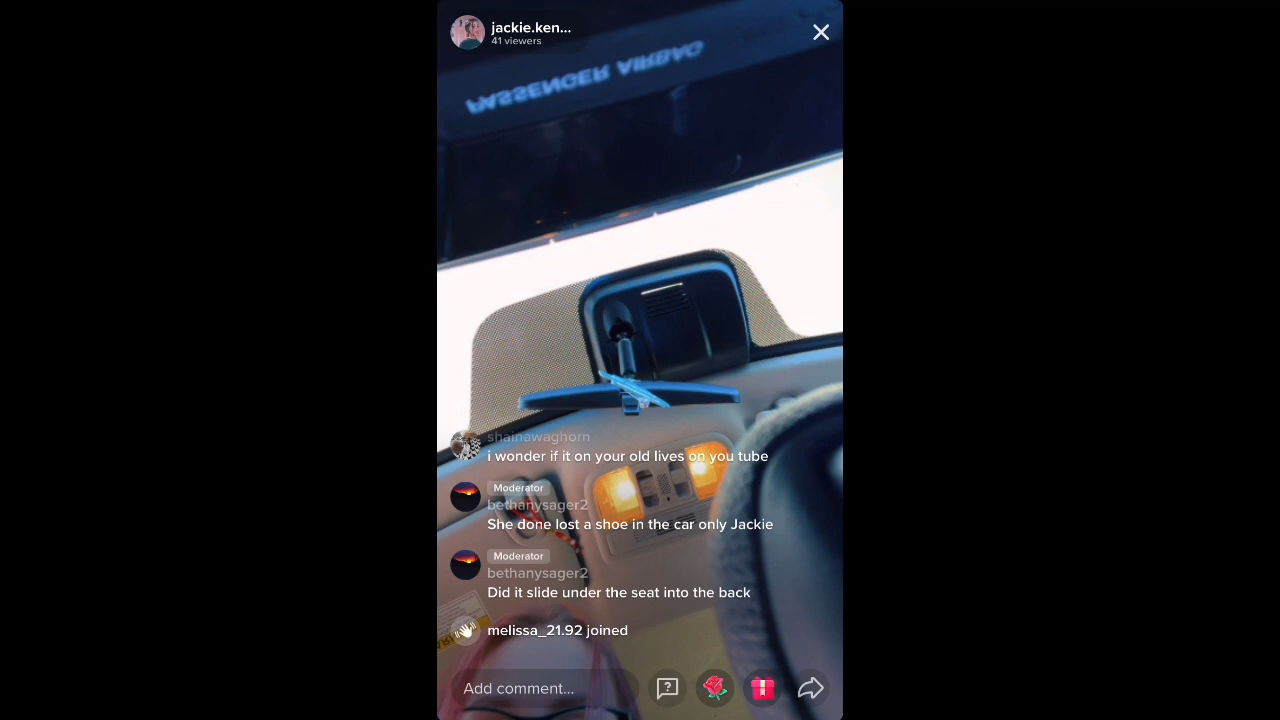 jackie.ken...
41 viewers
PASSENGER AIRBAG
shainawaghorn
i wonder if it on your old lives on you tube
Moderator
bethanysager2
She done lost a shoe in the car only Jackie
Moderator
bethanysager2
Did it slide under the seat into the back
melissa_21.92 joined
Add comment...